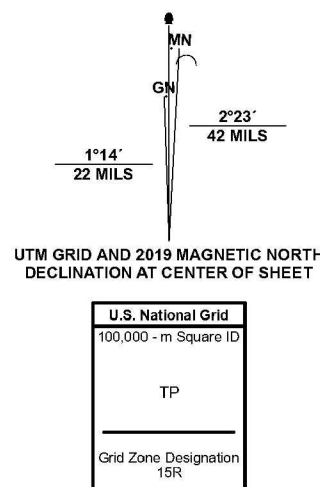 MN
GN
2°23´
42 MILS
1°14´
22 MILS
UTM GRID AND 2019 MAGNETIC NORTH
DECLINATION AT CENTER OF SHEET
U.S. National Grid
100,000 - m Square ID
TP
Grid Zone Designation
15R